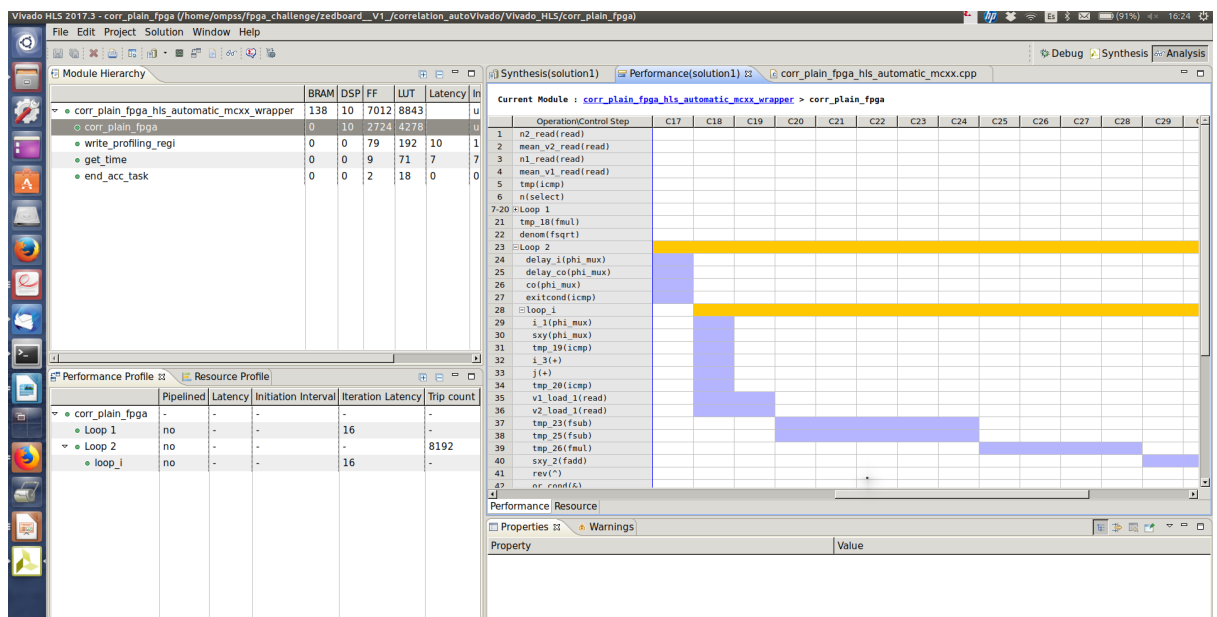 Vivado HLS 2017.3 - corr_plain_fpga (/home/ompss/fpga_challenge/zedboard__V1_/correlation_autoVivado/Vivado_HLS/corr_plain_fpga)
hp Es (91%) 16:24
File Edit Project Solution Window Help
Debug Synthesis Analysis
Module Hierarchy
BRAM DSP FF LUT Latency In
corr_plain_fpga_hls_automatic_mcxx_wrapper 138 10 7012 8843 u
corr_plain_fpga 0 10 2724 4278 u
write_profiling_regi 0 0 79 192 10 1
get_time 0 0 9 71 7 7
end_acc_task 0 0 2 18 0 0
Performance Profile Resource Profile
Pipelined Latency Initiation Interval Iteration Latency Trip count
corr_plain_fpga - - - - -
Loop 1 no - - 16 -
Loop 2 no - - - 8192
loop_i no - - 16 -
Synthesis(solution1) Performance(solution1) corr_plain_fpga_hls_automatic_mcxx.cpp
Current Module : corr_plain_fpga_hls_automatic_mcxx_wrapper > corr_plain_fpga
Operation\Control Step C17 C18 C19 C20 C21 C22 C23 C24 C25 C26 C27 C28 C29
1 n2_read(read)
2 mean_v2_read(read)
3 n1_read(read)
4 mean_v1_read(read)
5 tmp(icmp)
6 n(select)
7-20 Loop 1
21 tmp_18(fmul)
22 denom(fsqrt)
23 Loop 2
24 delay_i(phi_mux)
25 delay_co(phi_mux)
26 co(phi_mux)
27 exitcond(icmp)
28 loop_i
29 i_1(phi_mux)
30 sxy(phi_mux)
31 tmp_19(icmp)
32 i_3(+)
33 j(+)
34 tmp_20(icmp)
35 v1_load_1(read)
36 v2_load_1(read)
37 tmp_23(fsub)
38 tmp_25(fsub)
39 tmp_26(fmul)
40 sxy_2(fadd)
41 rev(^)
42 or_cond(&)
Performance Resource
Properties Warnings
Property Value